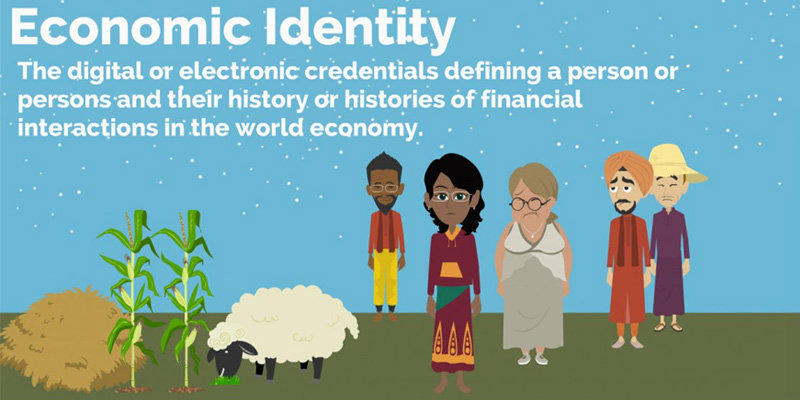 Economic Identity
The digital or electronic credentials defining a person or
persons and their history or histories of financial
interactions in the world economy.